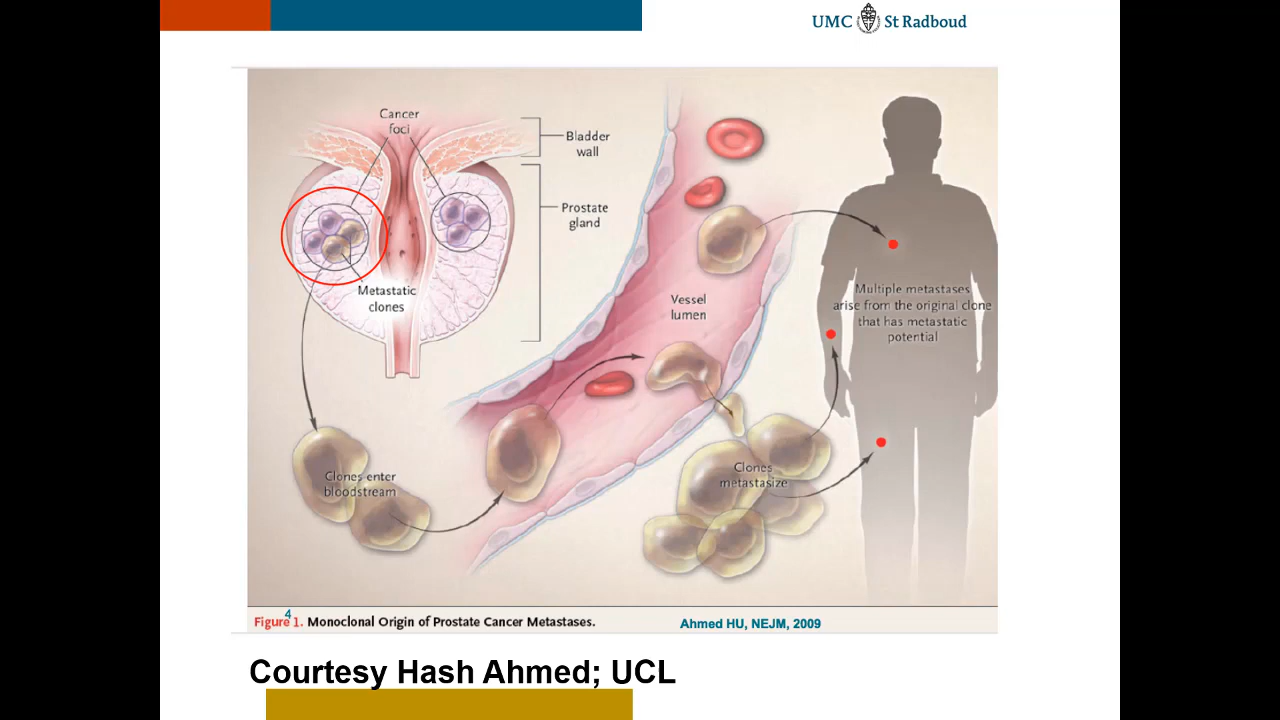 UMC St Radboud
Cancer
foci
Bladder
wall
Prostate
gland
Metastatic
clones
Vessel
lumen
Multiple metastases
arise from the original clone
that has metastatic
potential
Clones enter
bloodstream
Clones
metastasize
4
Figure 1. Monoclonal Origin of Prostate Cancer Metastases.
Ahmed HU, NEJM, 2009
Courtesy Hash Ahmed; UCL